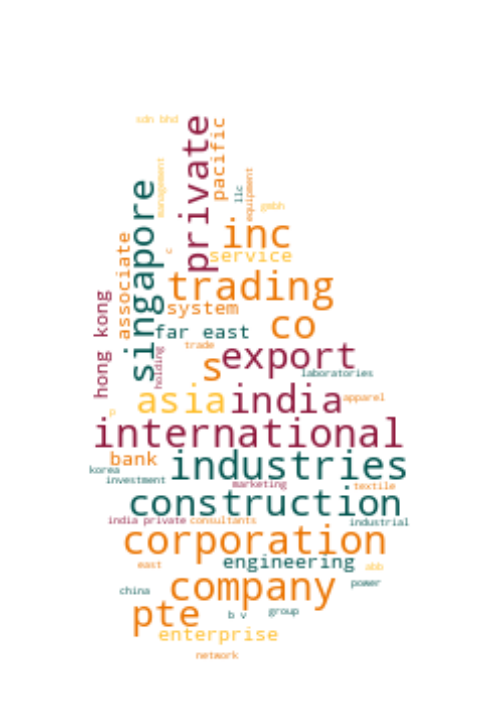 sdn bhd
private
pacific
management
llc
equipment
singapore
gmbh
inc
associate
c
service
trading
system
hong kong
co
far east
trade
export
holding
s
laboratories
asia
india
apparel
p
international
bank
industries
korea
investment
marketing
textile
construction
india private
consultants
industrial
corporation
engineering
east
abb
company
china
power
pte
b v
group
enterprise
network